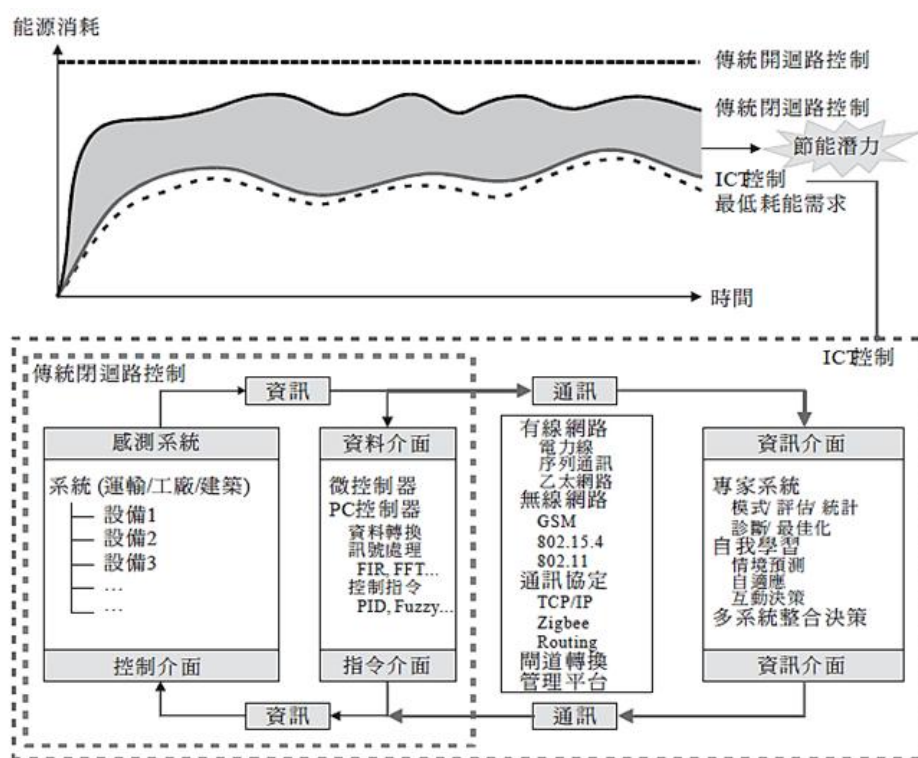 能源消耗
傳統開迴路控制
傳統閉迴路控制
節能潛力
ICT控制
最低耗能需求
時間
ICT控制
傳統閉迴路控制
資訊
通訊
感測系統
系統 (運輸/工廠/建築)
設備1
設備2
設備3
…
…
控制介面
資料介面
微控制器
PC控制器
資料轉換
訊號處理
FIR, FFT…
控制指令
PID, Fuzzy…
指令介面
有線網路
電力線
序列通訊
乙太網路
無線網路
GSM
802.15.4
802.11
通訊協定
TCP/IP
Zigbee
Routing
閘道轉換
管理平台
資訊介面
專家系統
模式/評估/統計
診斷/最佳化
自我學習
情境預測
自適應
互動決策
多系統整合決策
資訊介面
資訊
通訊